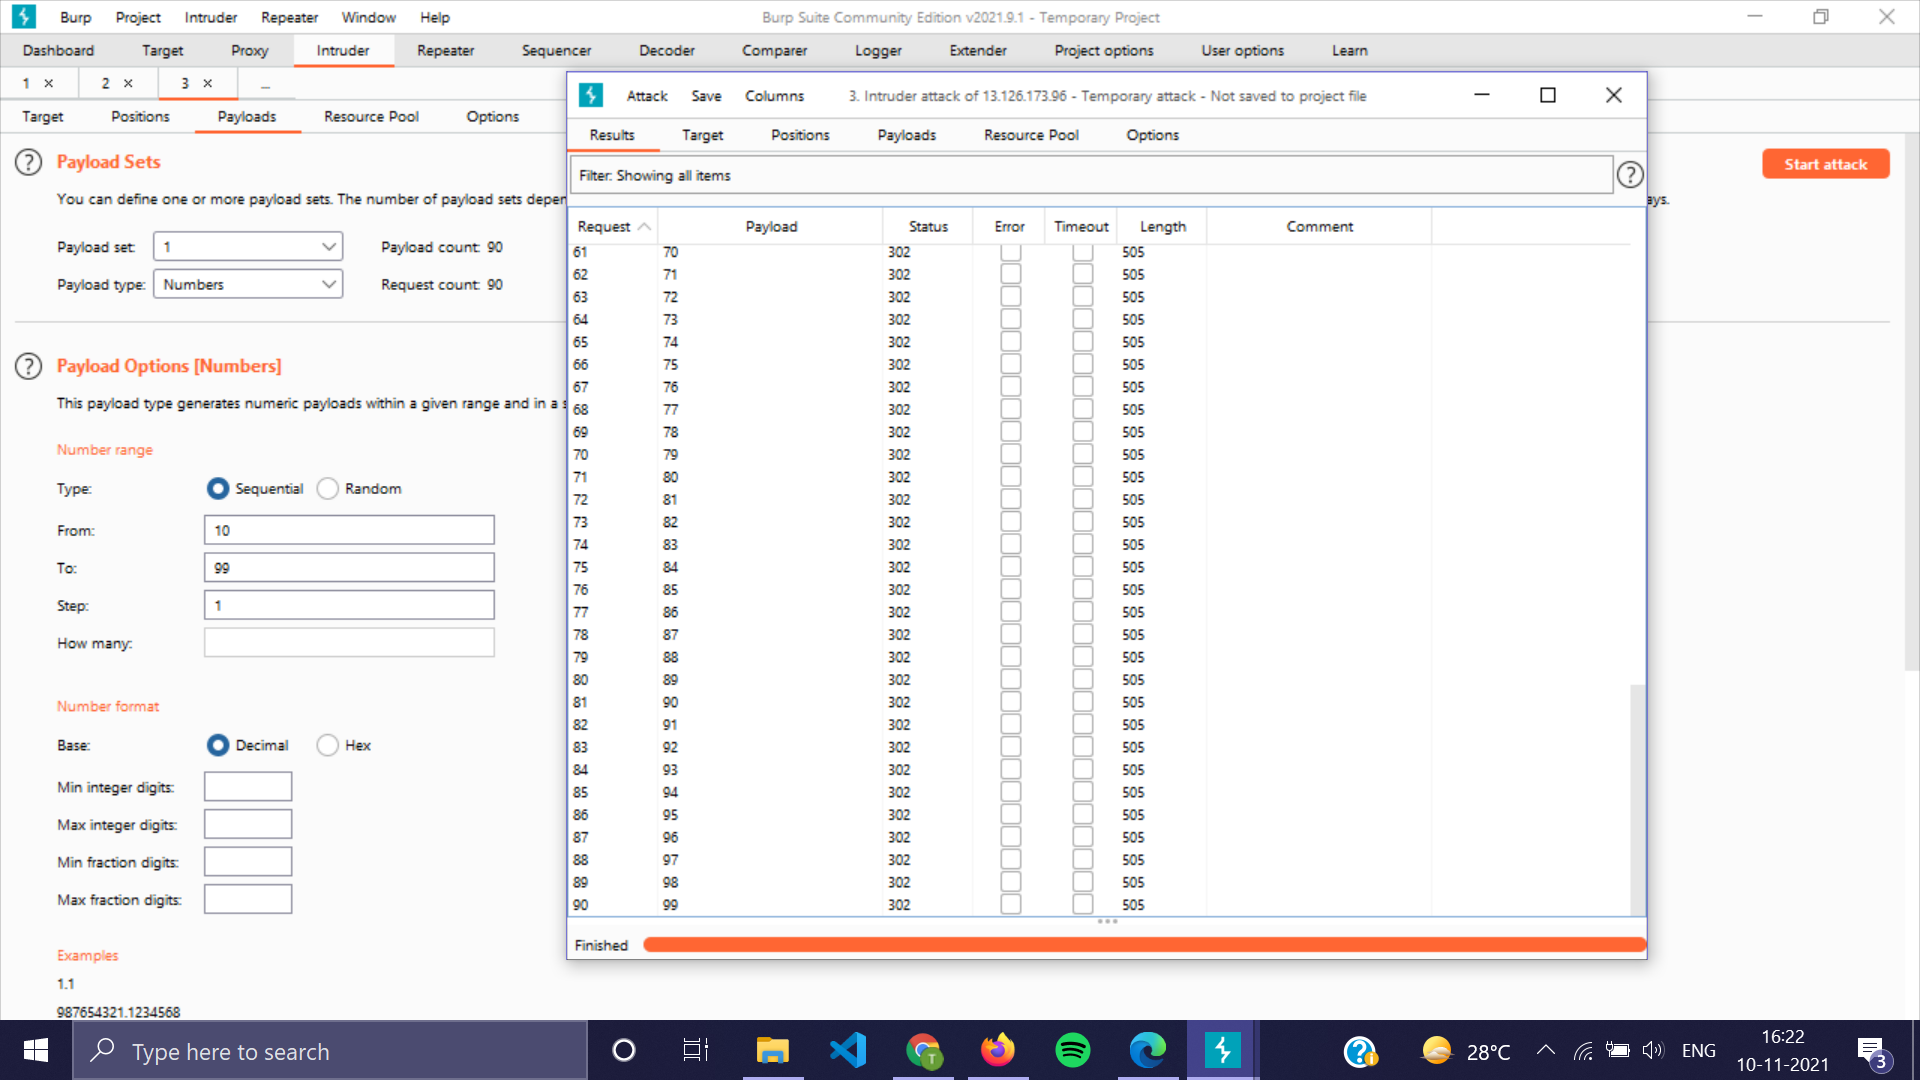 Burp Project Intruder Repeater Window Help
Burp Suite Community Edition v2021.9.1 - Temporary Project
Dashboard Target Proxy Intruder Repeater Sequencer Decoder Comparer Logger Extender Project options User options Learn
1 × 2 × 3 × ...
Target Positions Payloads Resource Pool Options
Payload Sets
Start attack
You can define one or more payload sets. The number of payload sets depen
ays.
Payload set: 1 Payload count: 90
Payload type: Numbers Request count: 90
Payload Options [Numbers]
This payload type generates numeric payloads within a given range and in a s
Number range
Type: Sequential Random
From: 10
To: 99
Step: 1
How many:
Number format
Base: Decimal Hex
Min integer digits:
Max integer digits:
Min fraction digits:
Max fraction digits:
Examples
1.1
987654321.1234568
Attack Save Columns 3. Intruder attack of 13.126.173.96 - Temporary attack - Not saved to project file
Results Target Positions Payloads Resource Pool Options
Filter: Showing all items
Request Payload Status Error Timeout Length Comment
61 70 302 505
62 71 302 505
63 72 302 505
64 73 302 505
65 74 302 505
66 75 302 505
67 76 302 505
68 77 302 505
69 78 302 505
70 79 302 505
71 80 302 505
72 81 302 505
73 82 302 505
74 83 302 505
75 84 302 505
76 85 302 505
77 86 302 505
78 87 302 505
79 88 302 505
80 89 302 505
81 90 302 505
82 91 302 505
83 92 302 505
84 93 302 505
85 94 302 505
86 95 302 505
87 96 302 505
88 97 302 505
89 98 302 505
90 99 302 505
Finished
Type here to search
T
28°C
ENG
16:22
10-11-2021
3